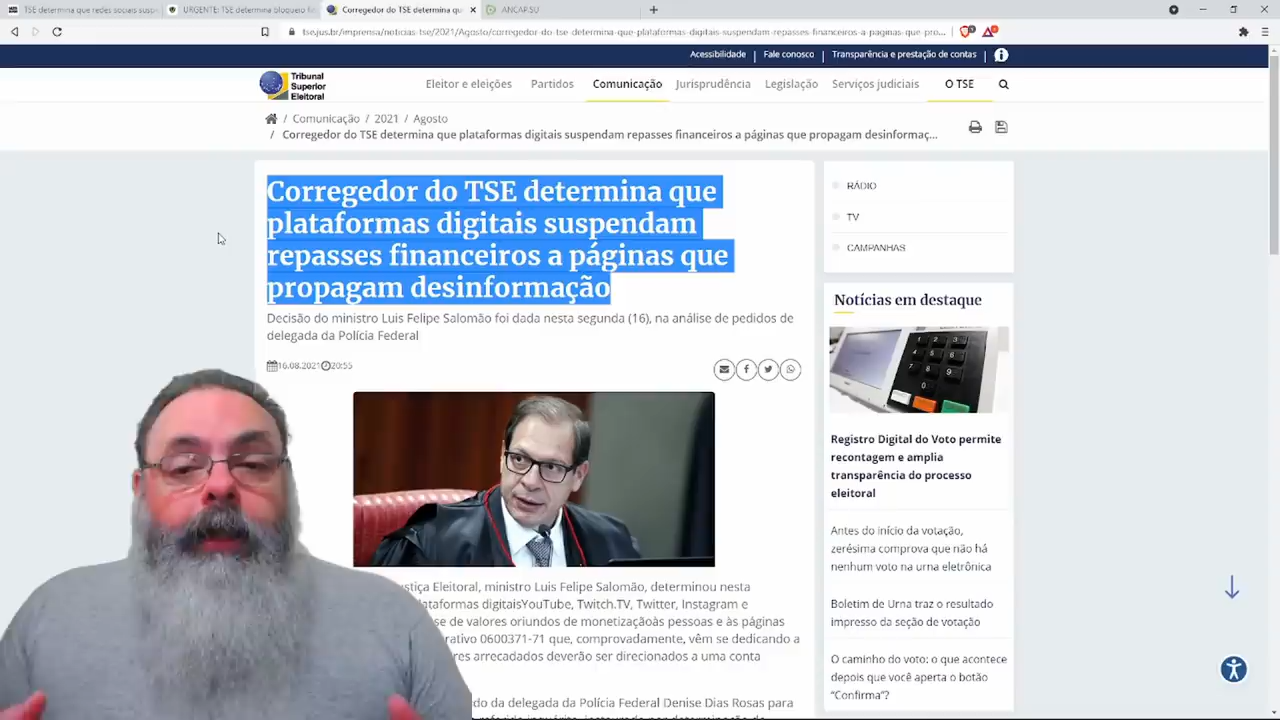 TSE determina que redes sociais susp
URGENTE: TSE determina bloqueio fi
Corregedor do TSE determina qu
ANCAP.SU
tse.jus.br/imprensa/noticias-tse/2021/Agosto/corregedor-do-tse-determina-que-plataformas-digitais-suspendam-repasses-financeiros-a-paginas-que-pro...
Acessibilidade | Fale conosco | Transparência e prestação de contas
Tribunal
Superior
Eleitoral
Eleitor e eleições Partidos Comunicação Jurisprudência Legislação Serviços judiciais O TSE
/ Comunicação / 2021 / Agosto
/ Corregedor do TSE determina que plataformas digitais suspendam repasses financeiros a páginas que propagam desinformaç...
Corregedor do TSE determina que
plataformas digitais suspendam
repasses financeiros a páginas que
propagam desinformação
Decisão do ministro Luis Felipe Salomão foi dada nesta segunda (16), na análise de pedidos de
delegada da Polícia Federal
16.08.2021 20:55
stiça Eleitoral, ministro Luis Felipe Salomão, determinou nesta
lataformas digitaisYouTube, Twitch.TV, Twitter, Instagram e
se de valores oriundos de monetizaçãoàs pessoas e às páginas
rativo 0600371-71 que, comprovadamente, vêm se dedicando a
res arrecadados deverão ser direcionados a uma conta
do da delegada da Polícia Federal Denise Dias Rosas para
RÁDIO
TV
CAMPANHAS
Notícias em destaque
Registro Digital do Voto permite
recontagem e amplia
transparência do processo
eleitoral
Antes do início da votação,
zerésima comprova que não há
nenhum voto na urna eletrônica
Boletim de Urna traz o resultado
impresso da seção de votação
O caminho do voto: o que acontece
depois que você aperta o botão
"Confirma"?